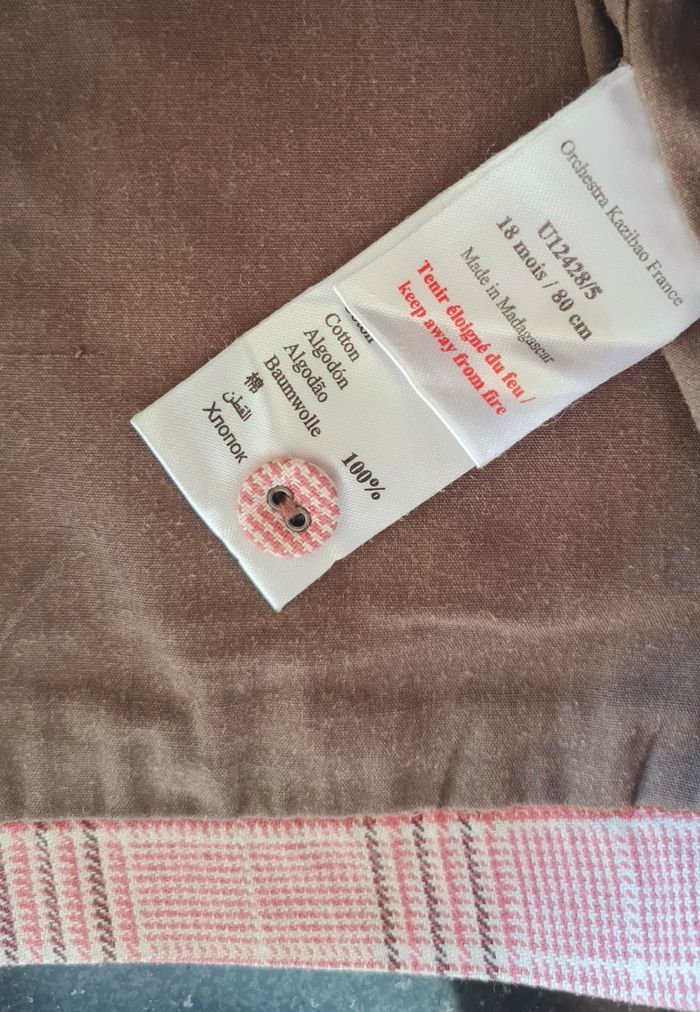 Orchestra Kazibao France
U12428/5
18 mois / 80 cm
Made in Madagascar
Tenir éloigné du feu /
keep away from fire
Cotton
Algodón
Algodão
Baumwolle
棉
القطن
Хлопок
100%